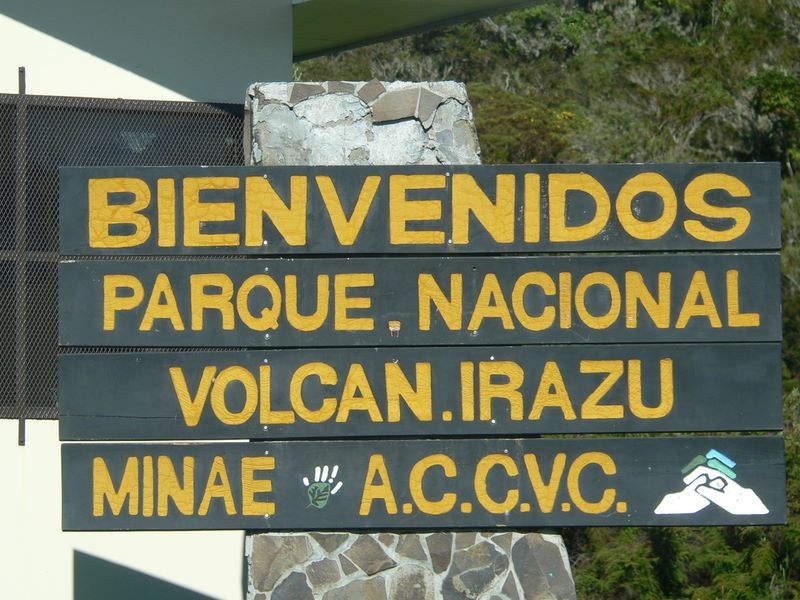 BIENVENIDOS
PARQUE.NACIONAL
VOLCAN.IRAZU
MINAE A.C.C.V.C.